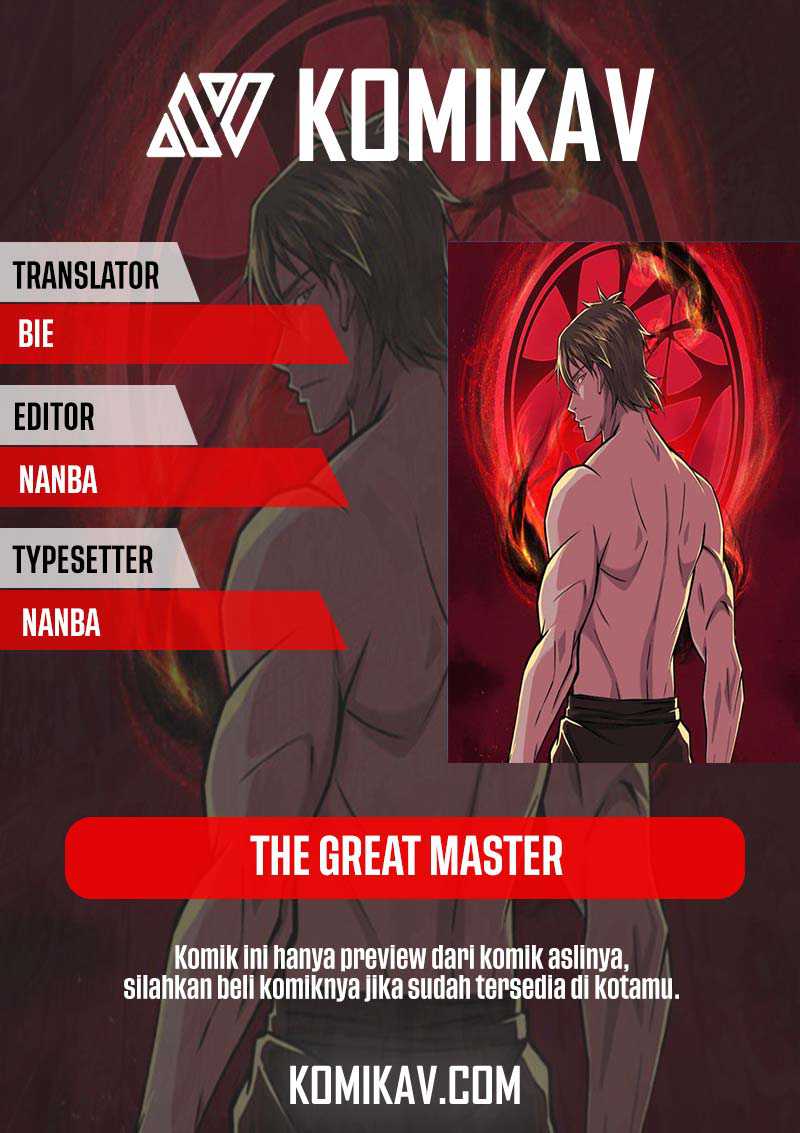 KOMIKAV
TRANSLATOR
BIE
EDITOR
NANBA
TYPESETTER
NANBA
THE GREAT MASTER
Komik ini hanya preview dari komik aslinya,
silahkan beli komiknya jika sudah tersedia di kotamu.
KOMIKAV.COM